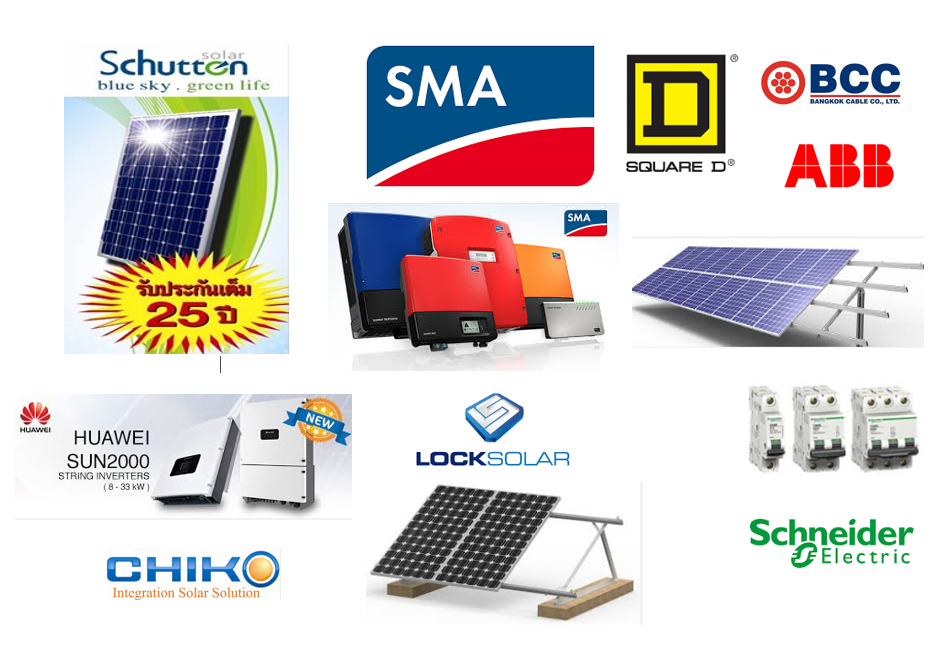 solar
Schutten
blue sky . green life
รับประกันเต็ม
25 ปี
SMA
SQUARE D®
BCC
BANGKOK CABLE CO., LTD.
ABB
SMA
HUAWEI
HUAWEI
SUN2000
STRING INVERTERS
( 8 - 33 kW )
NEW
LOCKSOLAR
CHIKO
Integration Solar Solution
Schneider
Electric